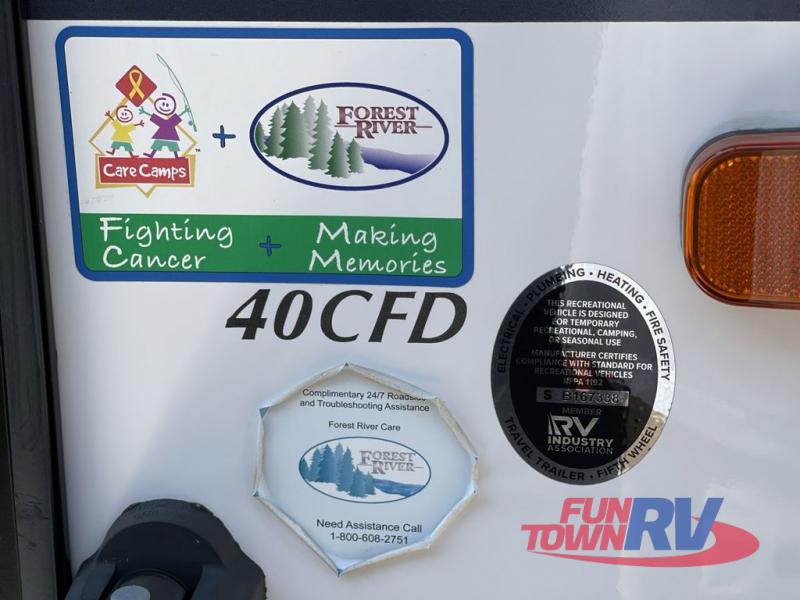 Care Camps
TM
+
FOREST
RIVER
Fighting + Making
Cancer Memories
40CFD
ELECTRICAL · PLUMBING · HEATING · FIRE SAFETY
THIS RECREATIONAL
VEHICLE IS DESIGNED
FOR TEMPORARY
RECREATIONAL, CAMPING,
OR SEASONAL USE
MANUFACTURER CERTIFIES
COMPLIANCE WITH STANDARD FOR
RECREATIONAL VEHICLES
NFPA 1192
S B167338
MEMBER
RV
INDUSTRY
ASSOCIATION
TRAVEL TRAILER · FIFTH WHEEL
Complimentary 24/7 Roadside
and Troubleshooting Assistance
Forest River Care
FOREST
RIVER
Need Assistance Call
1-800-608-2751
FUN
TOWN RV